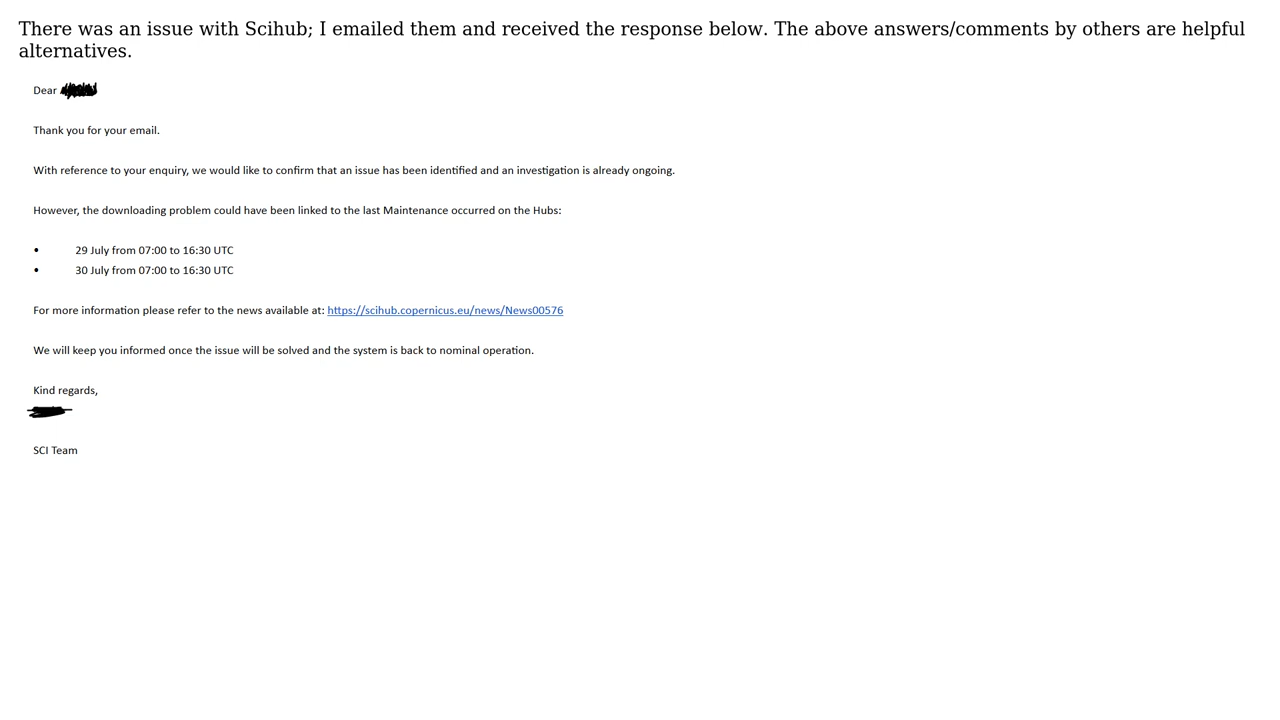 There was an issue with Scihub; I emailed them and received the response below. The above answers/comments by others are helpful
alternatives.
Dear
Thank you for your email.
With reference to your enquiry, we would like to confirm that an issue has been identified and an investigation is already ongoing.
However, the downloading problem could have been linked to the last Maintenance occurred on the Hubs:
• 29 July from 07:00 to 16:30 UTC
• 30 July from 07:00 to 16:30 UTC
For more information please refer to the news available at: https://scihub.copernicus.eu/news/News00576
We will keep you informed once the issue will be solved and the system is back to nominal operation.
Kind regards,
SCI Team